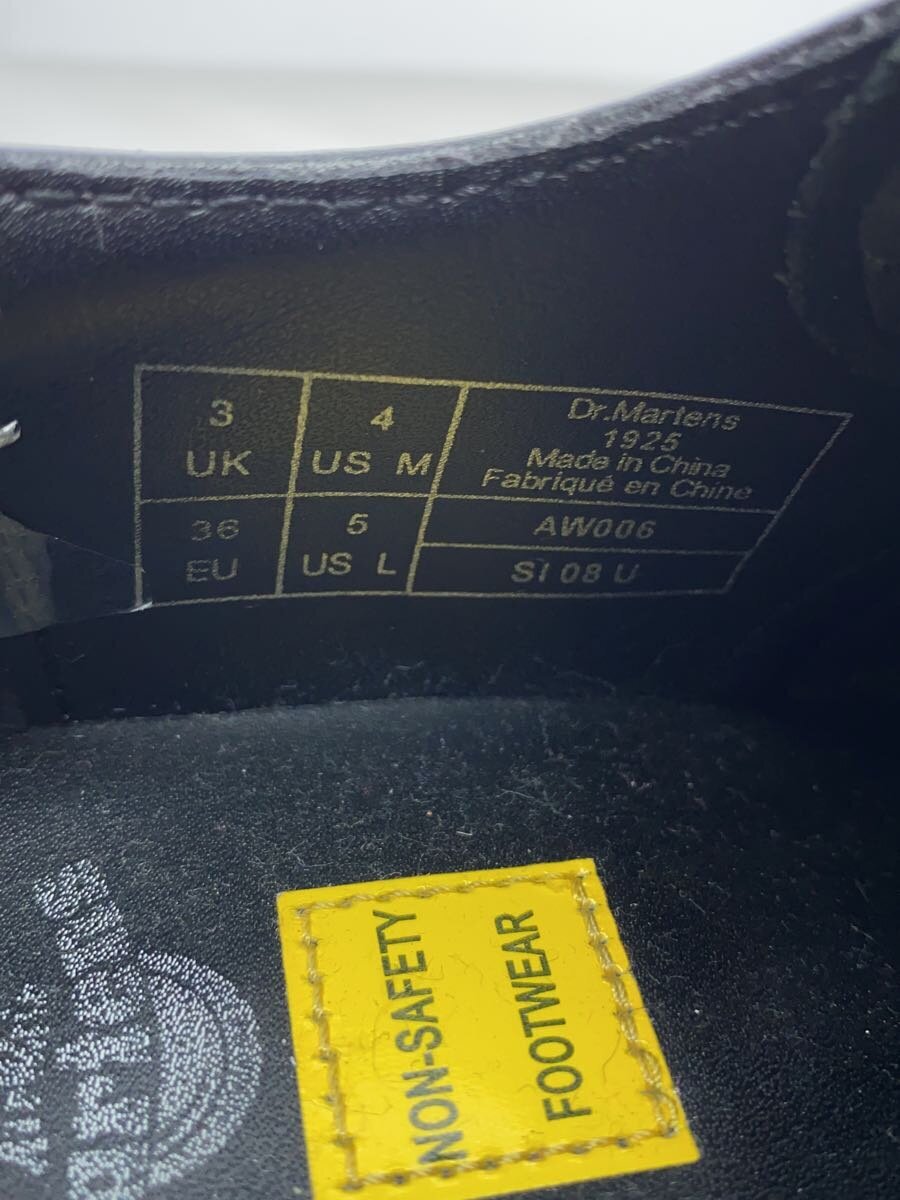 3
UK
4
US M
Dr.Martens
1925
Made in China
Fabriqué en Chine
36
EU
5
US L
AW006
SI 08 U
NON-SAFETY
FOOTWEAR